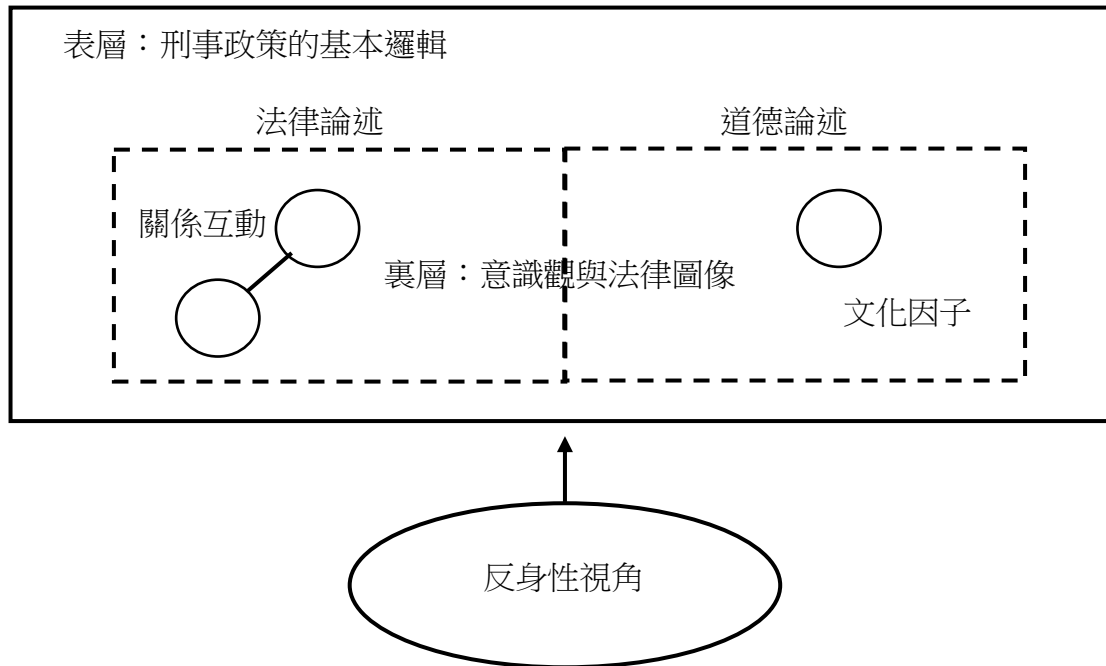 表層：刑事政策的基本邏輯
法律論述
道德論述
關係互動
裏層：意識觀與法律圖像
文化因子
反身性視角